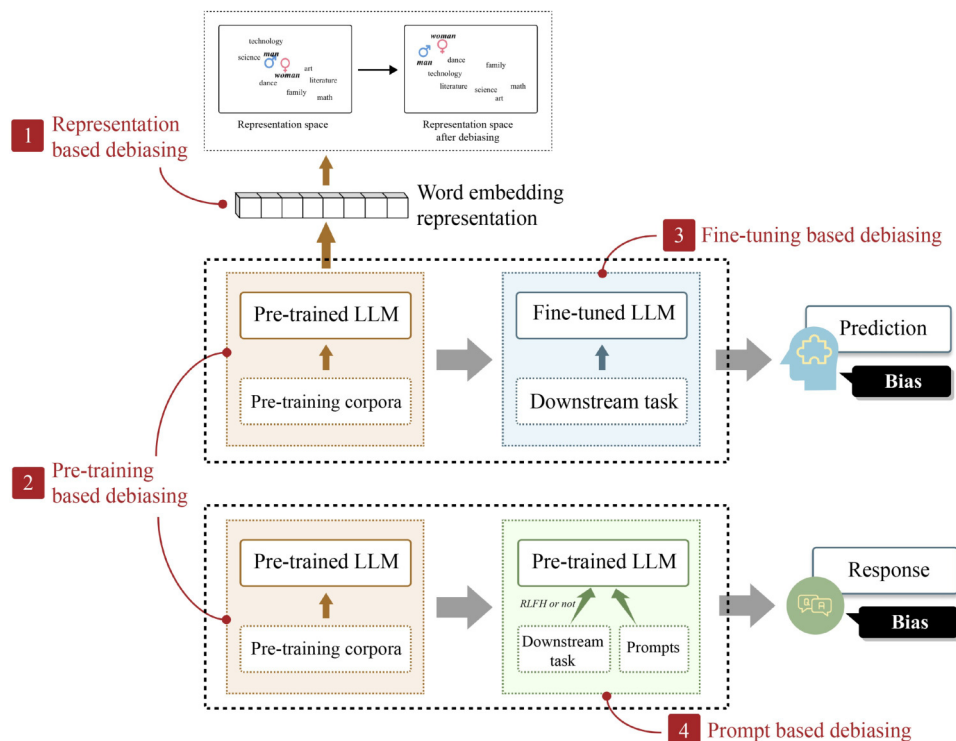 technology
man
science
art
woman
dance
literature
family
math
Representation space
woman
man
dance
family
technology
literature
science
math
art
Representation space
after debiasing
1
Representation
based debiasing
Word embedding
representation
3
Fine-tuning based debiasing
Pre-trained LLM
Pre-training corpora
Fine-tuned LLM
Downstream task
Prediction
Bias
2
Pre-training
based debiasing
Pre-trained LLM
Pre-training corpora
Pre-trained LLM
RLFH or not
Downstream
task
Prompts
Response
Q
A
Bias
4
Prompt based debiasing